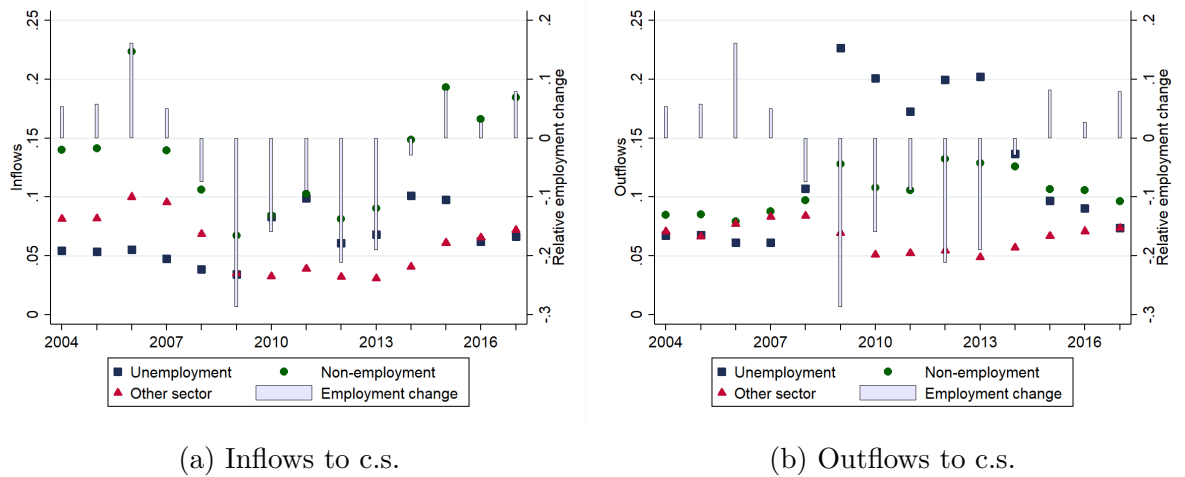 .25
.2
.15
.1
.05
0
Inflows
.2
.1
0
-.1
-.2
-.3
Relative employment change
2004
2007
2010
2013
2016
Unemployment
Non-employment
Other sector
Employment change
(a) Inflows to c.s.
.25
.2
.15
.1
.05
0
Outflows
.2
.1
0
-.1
-.2
-.3
Relative employment change
2004
2007
2010
2013
2016
Unemployment
Non-employment
Other sector
Employment change
(b) Outflows to c.s.